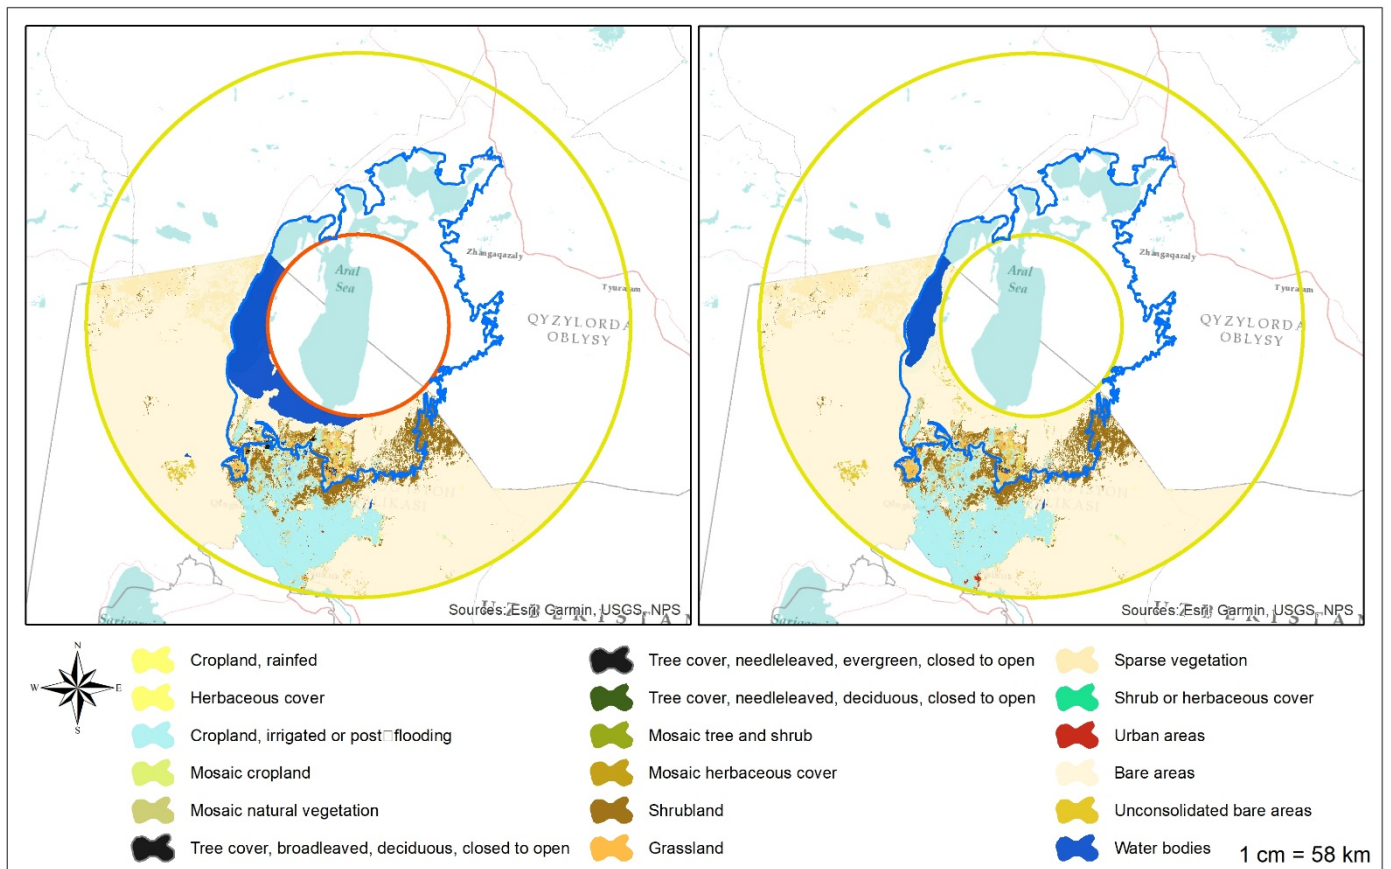 Aral
Sea
Zhangaqazaly
Tyuratam
QYZYLORDA
OBLYSY
Sources: Esri, Garmin, USGS, NPS
Aral
Sea
Zhangaqazaly
Tyuratam
QYZYLORDA
OBLYSY
Sources: Esri, Garmin, USGS, NPS
N
W E
S
Cropland, rainfed
Herbaceous cover
Cropland, irrigated or post□flooding
Mosaic cropland
Mosaic natural vegetation
Tree cover, broadleaved, deciduous, closed to open
Tree cover, needleleaved, evergreen, closed to open
Tree cover, needleleaved, deciduous, closed to open
Mosaic tree and shrub
Mosaic herbaceous cover
Shrubland
Grassland
Sparse vegetation
Shrub or herbaceous cover
Urban areas
Bare areas
Unconsolidated bare areas
Water bodies
1 cm = 58 km